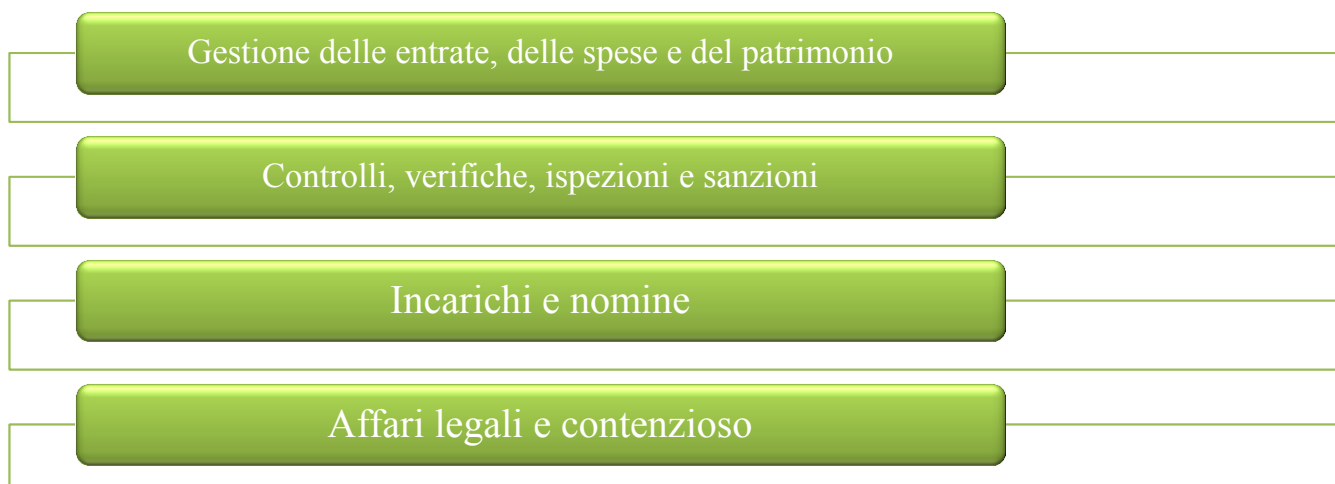 Gestione delle entrate, delle spese e del patrimonio
Controlli, verifiche, ispezioni e sanzioni
Incarichi e nomine
Affari legali e contenzioso